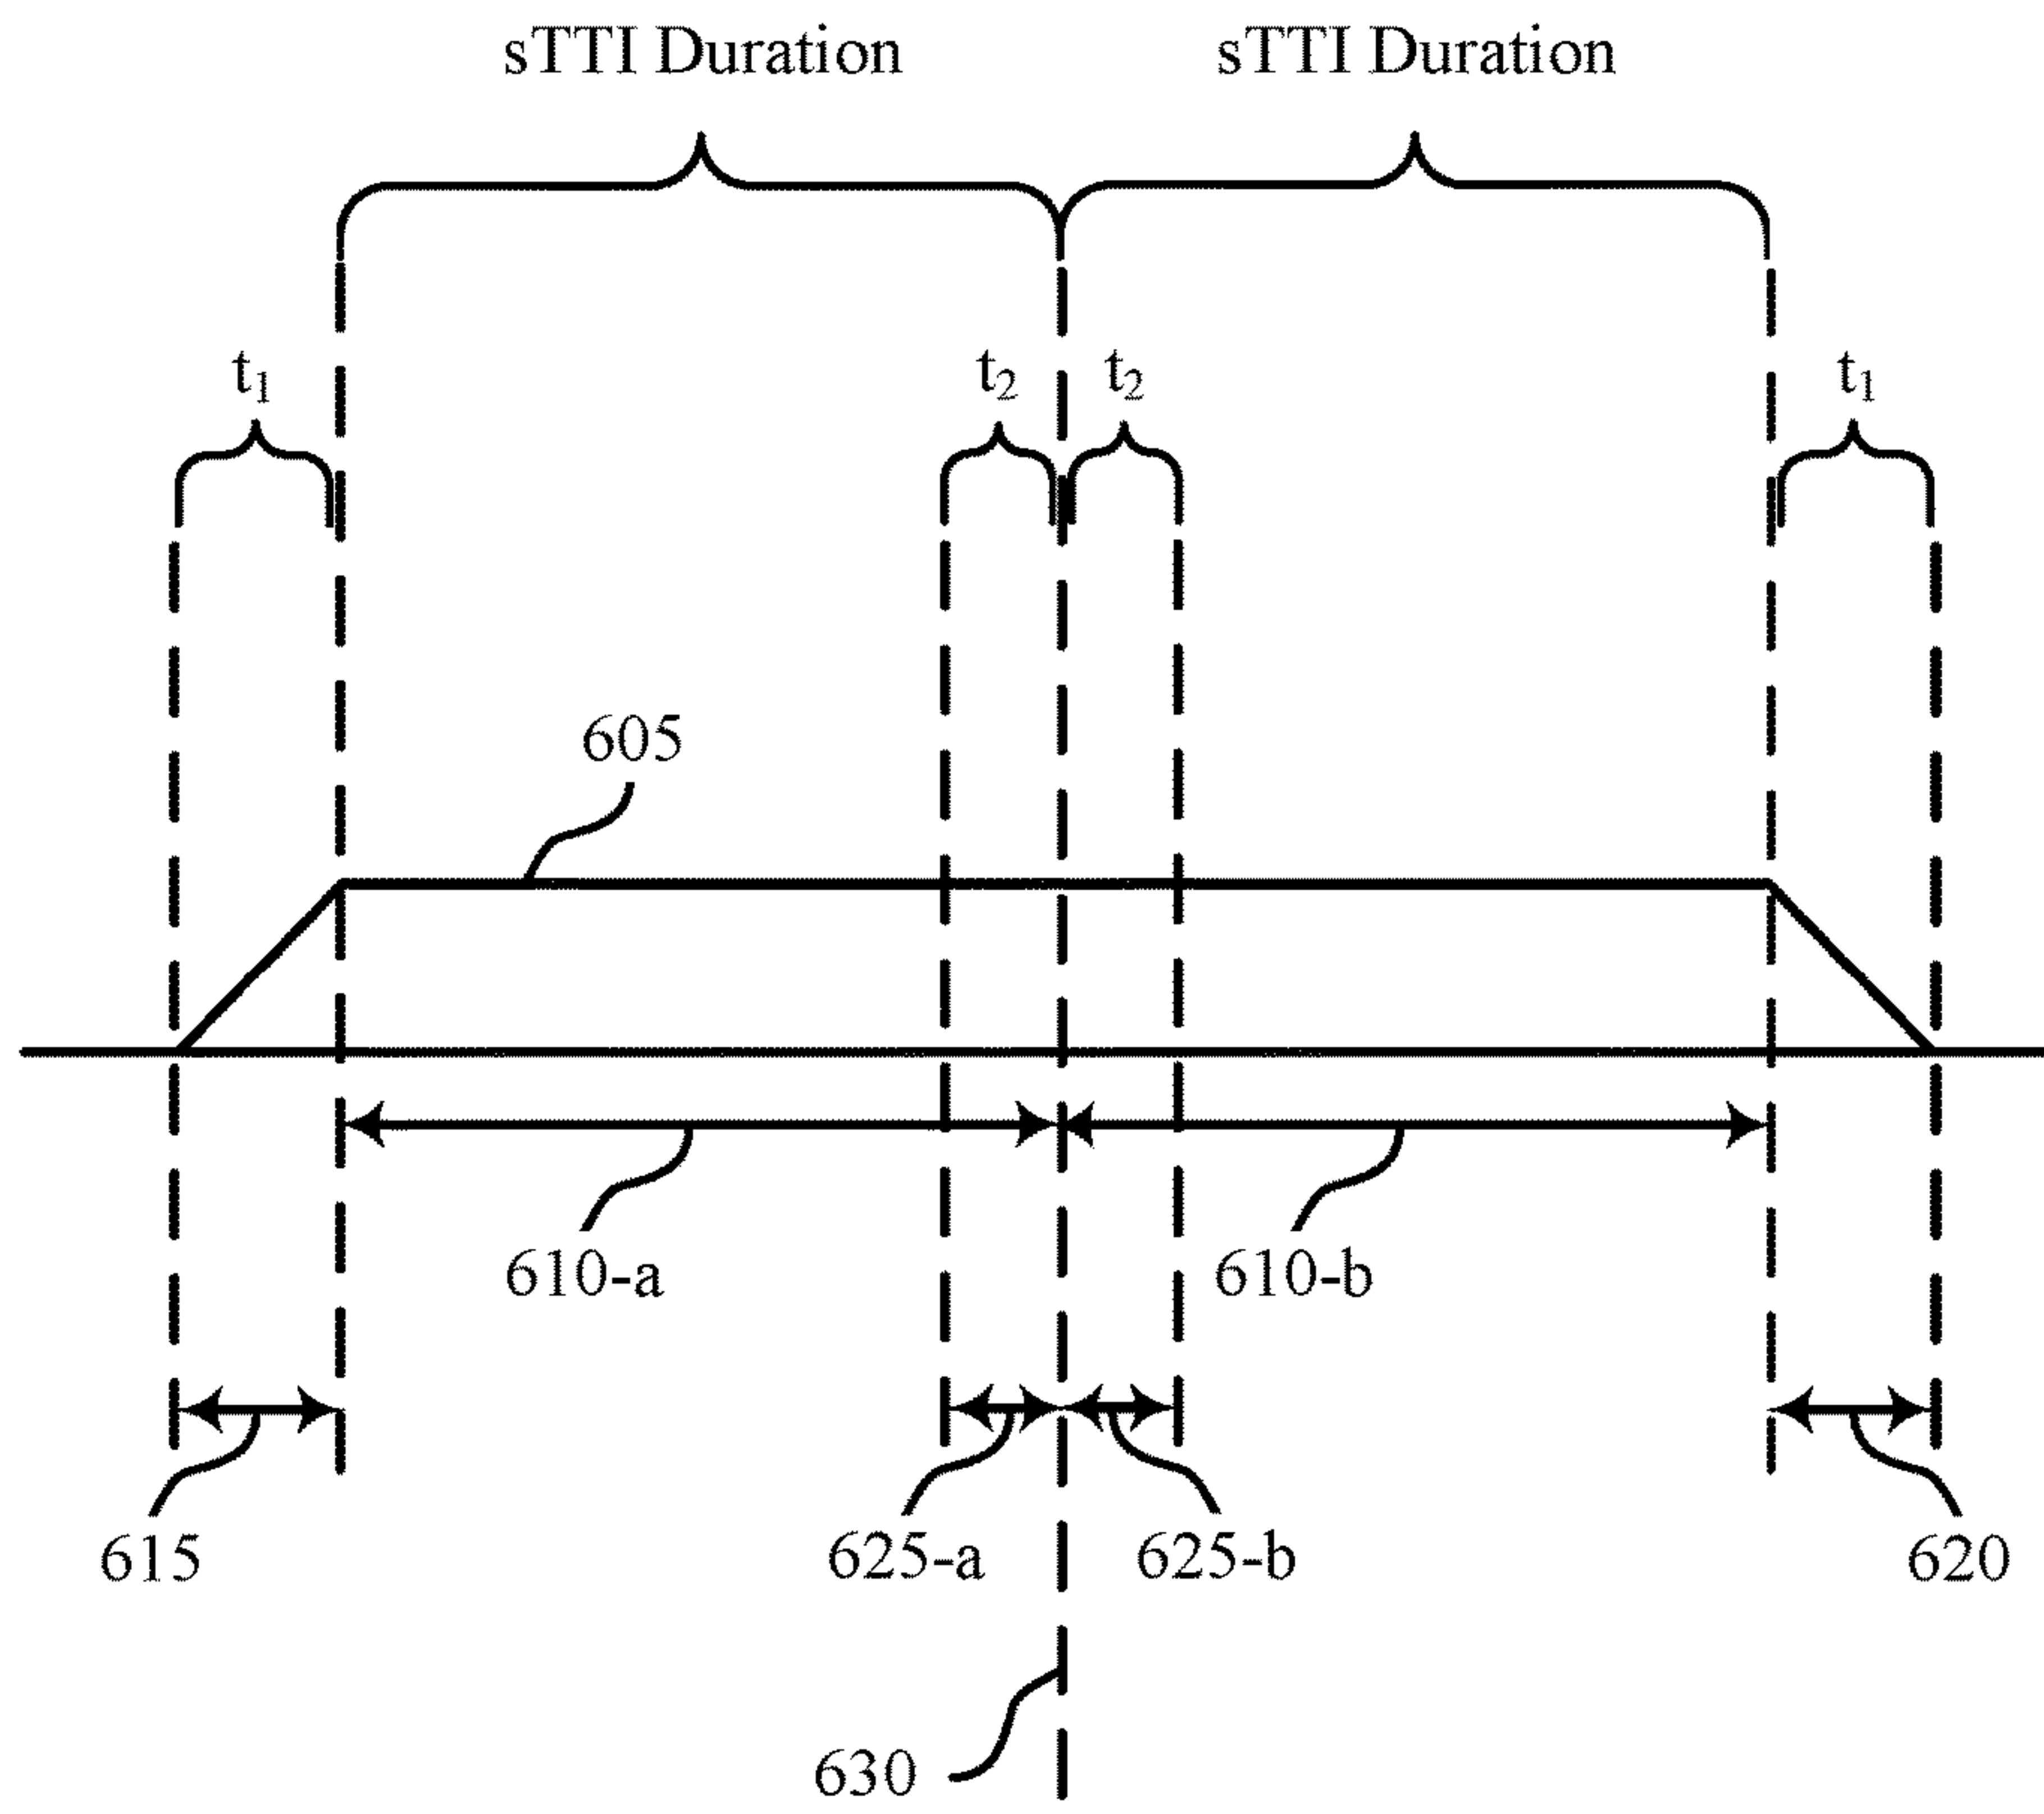 sTTI Duration sTTI Duration
t₁ t₂ t₂ t₁
605
610-a 610-b
615 625-a 625-b 620
630